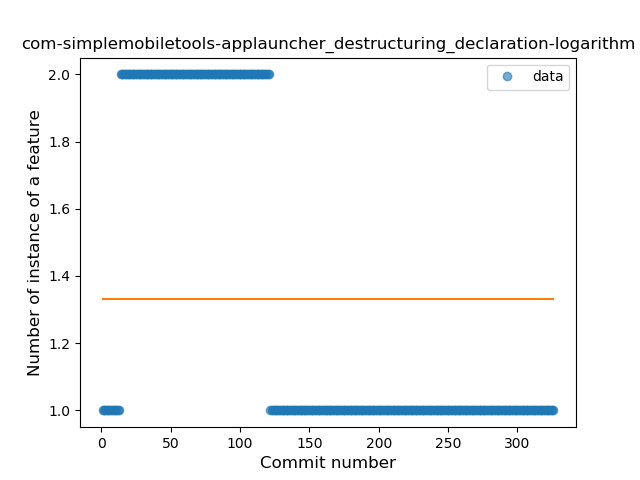 com-simplemobiletools-applauncher_destructuring_declaration-logarithm
data
Number of instance of a feature
2.0
1.8
1.6
1.4
1.2
1.0
0 50 100 150 200 250 300
Commit number